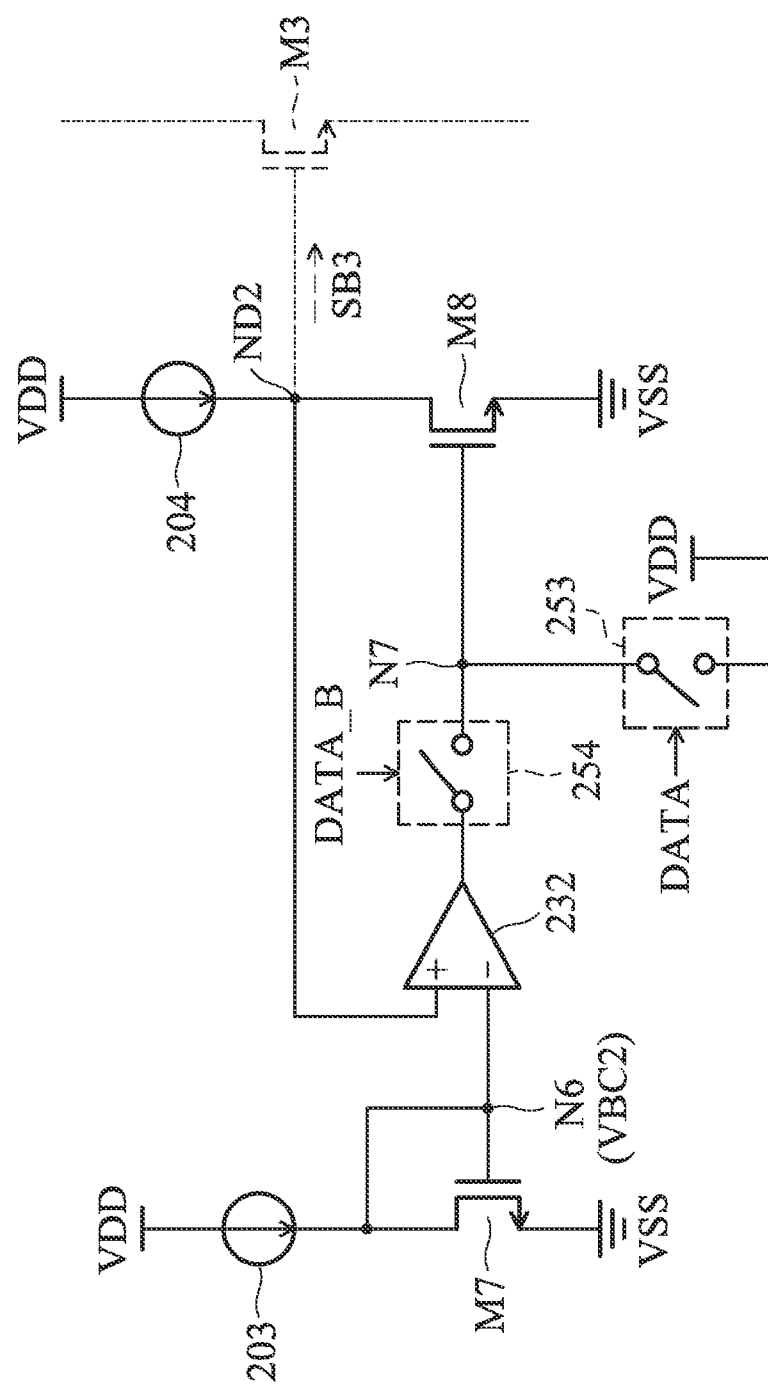 VDD
203
M7
VSS
N6
(VBC2)
+
−
232
DATA_B
254
N7
DATA
253
VDD
VDD
204
ND2
SB3
M8
VSS
M3